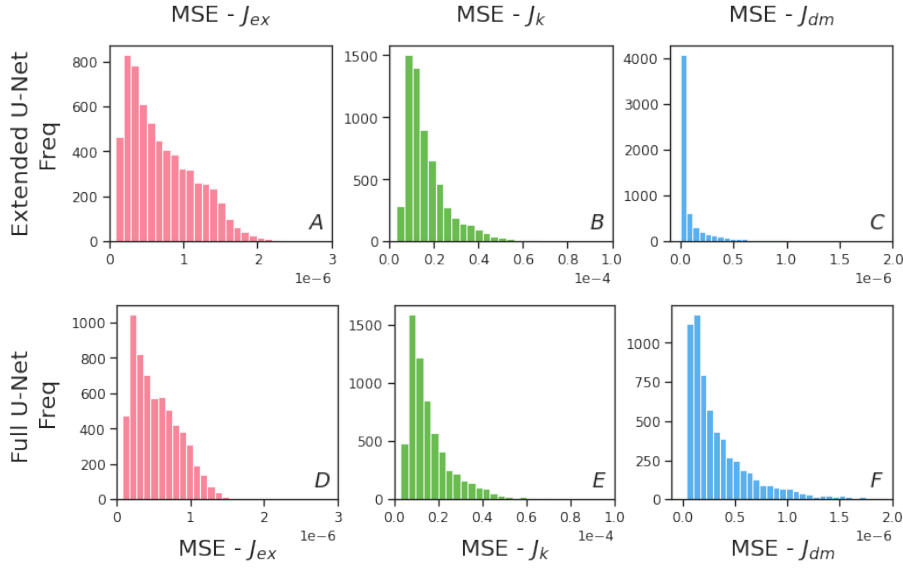 MSE - J_ex MSE - J_k MSE - J_dm
Extended U-Net
Freq
800
600
400
200
0
0 1 2 3
1e−6
A
1500
1000
500
0
0.0 0.2 0.4 0.6 0.8 1.0
1e−4
B
4000
3000
2000
1000
0
0.0 0.5 1.0 1.5 2.0
1e−6
C
Full U-Net
Freq
1000
800
600
400
200
0
0 1 2 3
1e−6
D
1500
1000
500
0
0.0 0.2 0.4 0.6 0.8 1.0
1e−4
E
1000
750
500
250
0
0.0 0.5 1.0 1.5 2.0
1e−6
F
MSE - J_ex MSE - J_k MSE - J_dm